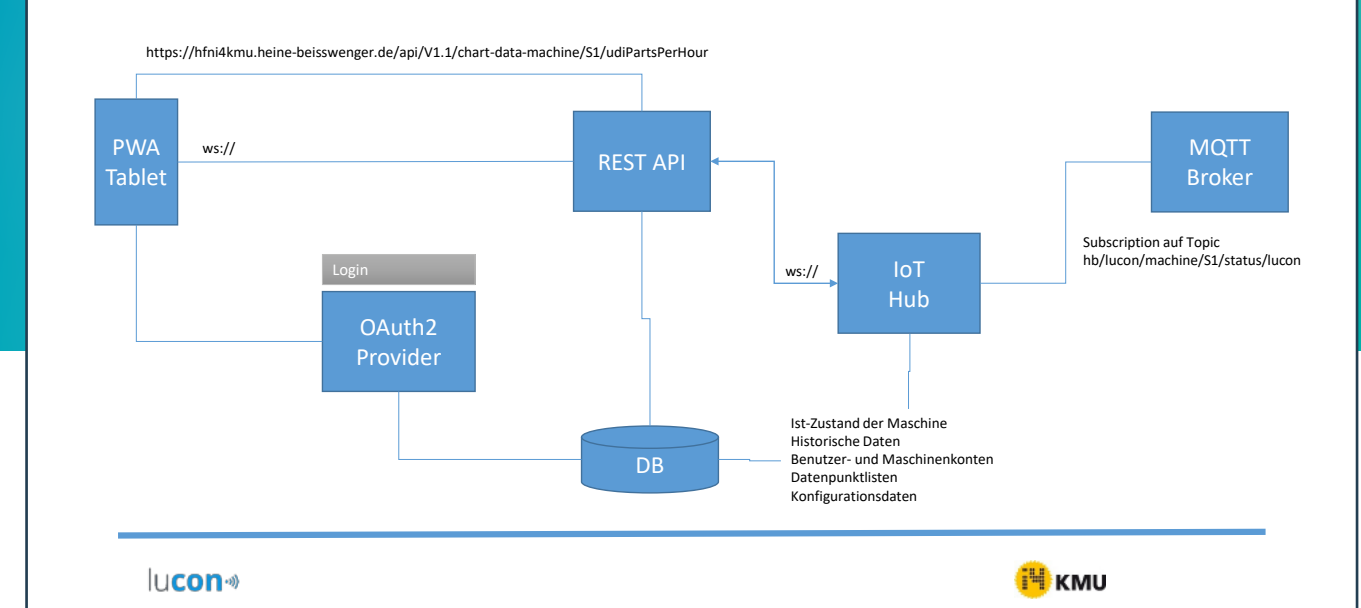 https://hfni4kmu.heine-beisswenger.de/api/V1.1/chart-data-machine/S1/udiPartsPerHour
PWA
Tablet
ws://
REST API
MQTT
Broker
Subscription auf Topic
hb/lucon/machine/S1/status/lucon
Login
ws://
IoT
Hub
OAuth2
Provider
DB
Ist-Zustand der Maschine
Historische Daten
Benutzer- und Maschinenkonten
Datenpunktlisten
Konfigurationsdaten
lucon
i4 KMU